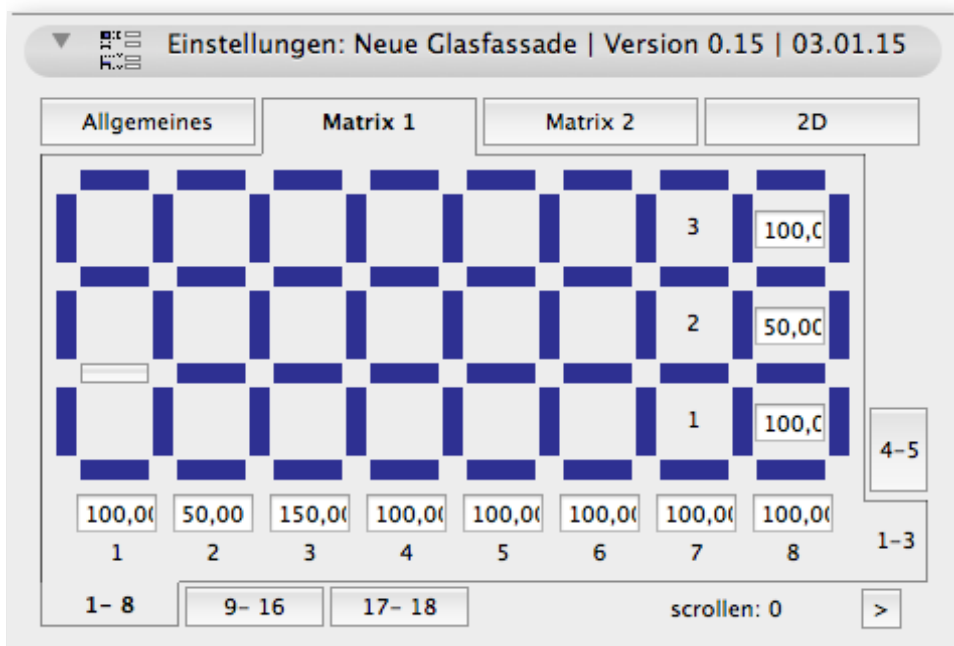 Einstellungen: Neue Glasfassade | Version 0.15 | 03.01.15
Allgemeines Matrix 1 Matrix 2 2D
3 100,0
2 50,00
1 100,0
4-5
100,00 50,00 150,00 100,00 100,00 100,00 100,00 100,00
1 2 3 4 5 6 7 8
1-3
1- 8 9- 16 17- 18 scrollen: 0 >